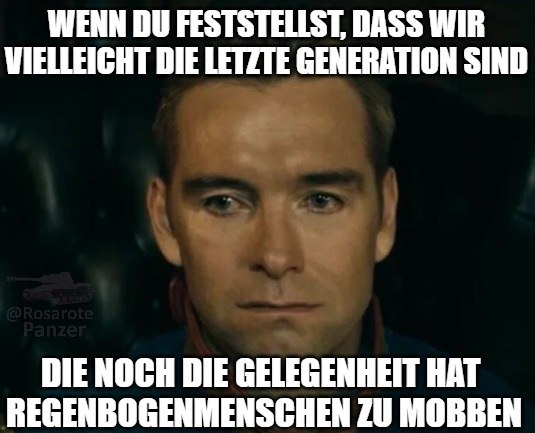 WENN DU FESTSTELLST, DASS WIR
VIELLEICHT DIE LETZTE GENERATION SIND
@Rosarote
Panzer
DIE NOCH DIE GELEGENHEIT HAT
REGENBOGENMENSCHEN ZU MOBBEN